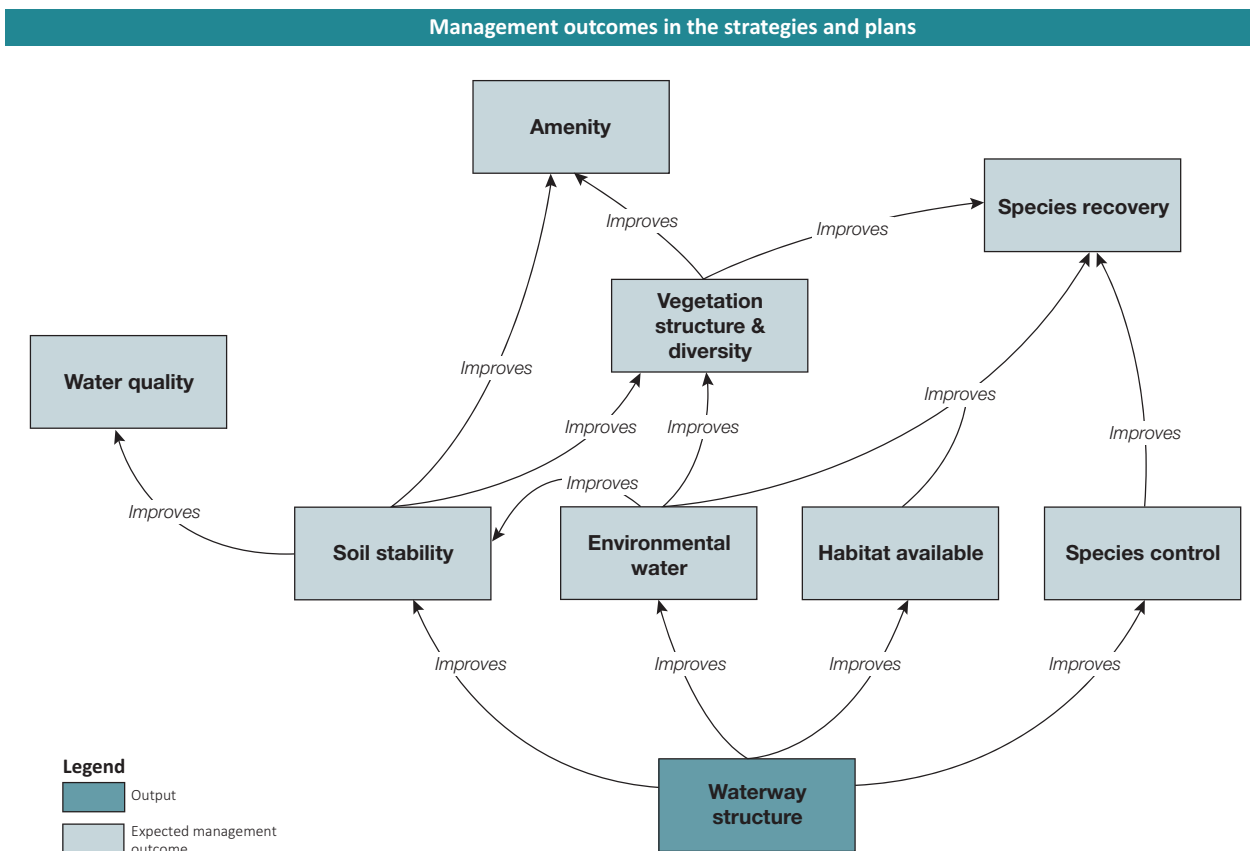 Management outcomes in the strategies and plans
Amenity
Species recovery
Improves
Improves
Vegetation
structure &
diversity
Water quality
Improves
Improves
Improves
Improves
Improves
Improves
Improves
Soil stability
Environmental
water
Habitat available
Species control
Improves
Improves
Improves
Improves
Waterway
structure
Legend
Output
Expected management
outcome